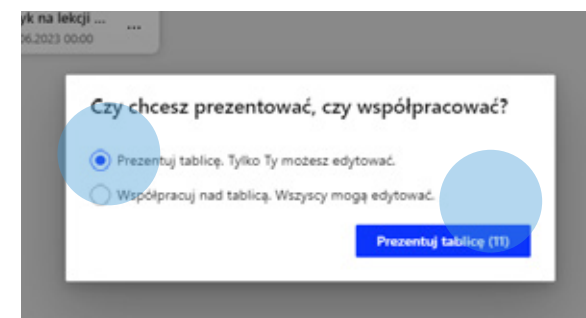 yk na lekcji ...
06.2023 00:00
...
Czy chcesz prezentować, czy współpracować?
Prezentuj tablicę. Tylko Ty możesz edytować.
Współpracuj nad tablicą. Wszyscy mogą edytować.
Prezentuj tablicę (11)